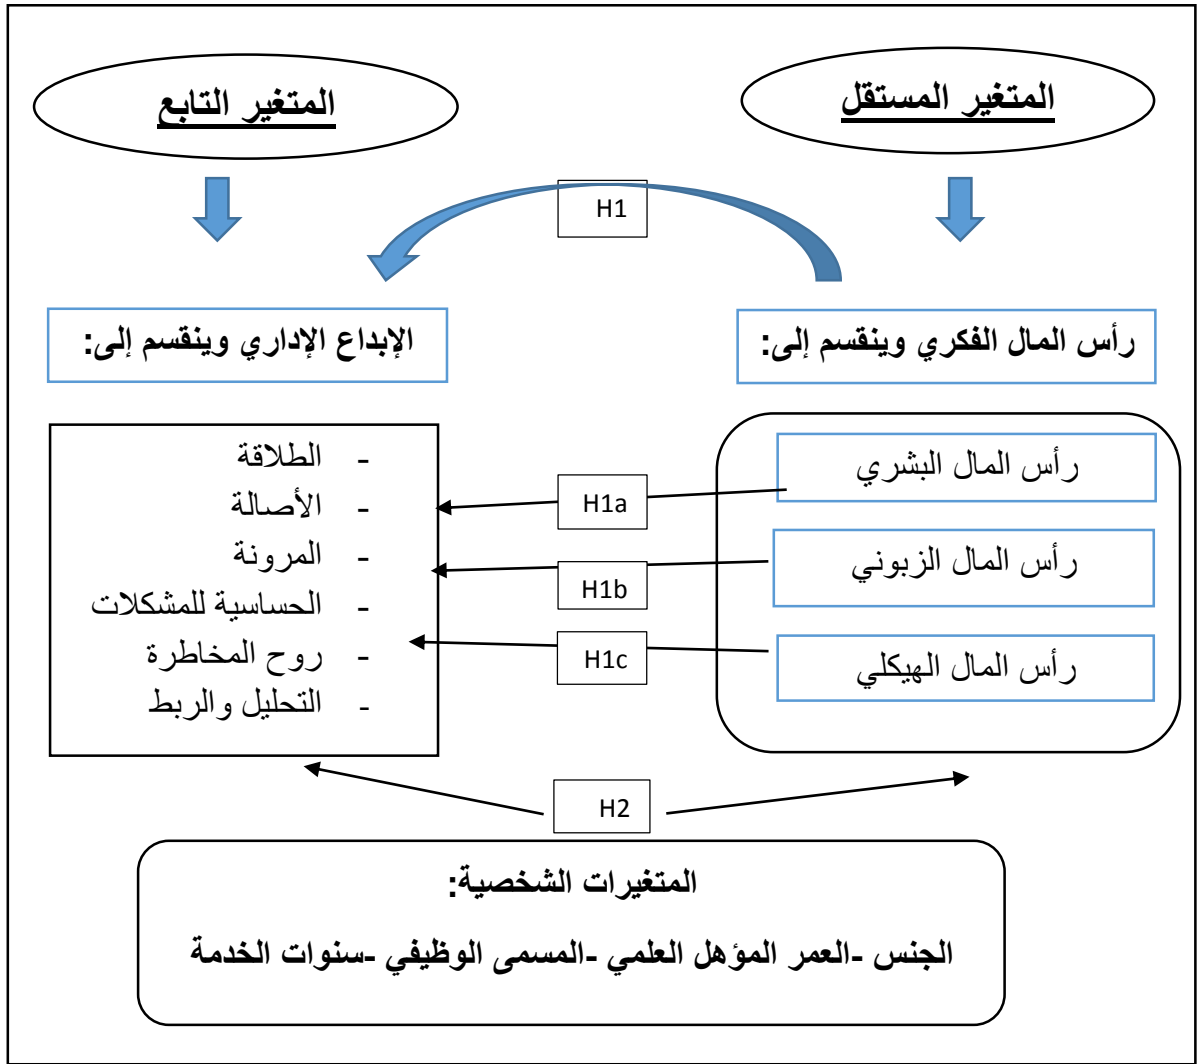 المتغير المستقل
المتغير التابع
H1
رأس المال الفكري وينقسم إلى:
الإبداع الإداري وينقسم إلى:
رأس المال البشري
رأس المال الزبوني
رأس المال الهيكلي
H1a
H1b
H1c
- الطلاقة
- الأصالة
- المرونة
- الحساسية للمشكلات
- روح المخاطرة
- التحليل والربط
H2
المتغيرات الشخصية:
الجنس -العمر المؤهل العلمي -المسمى الوظيفي -سنوات الخدمة